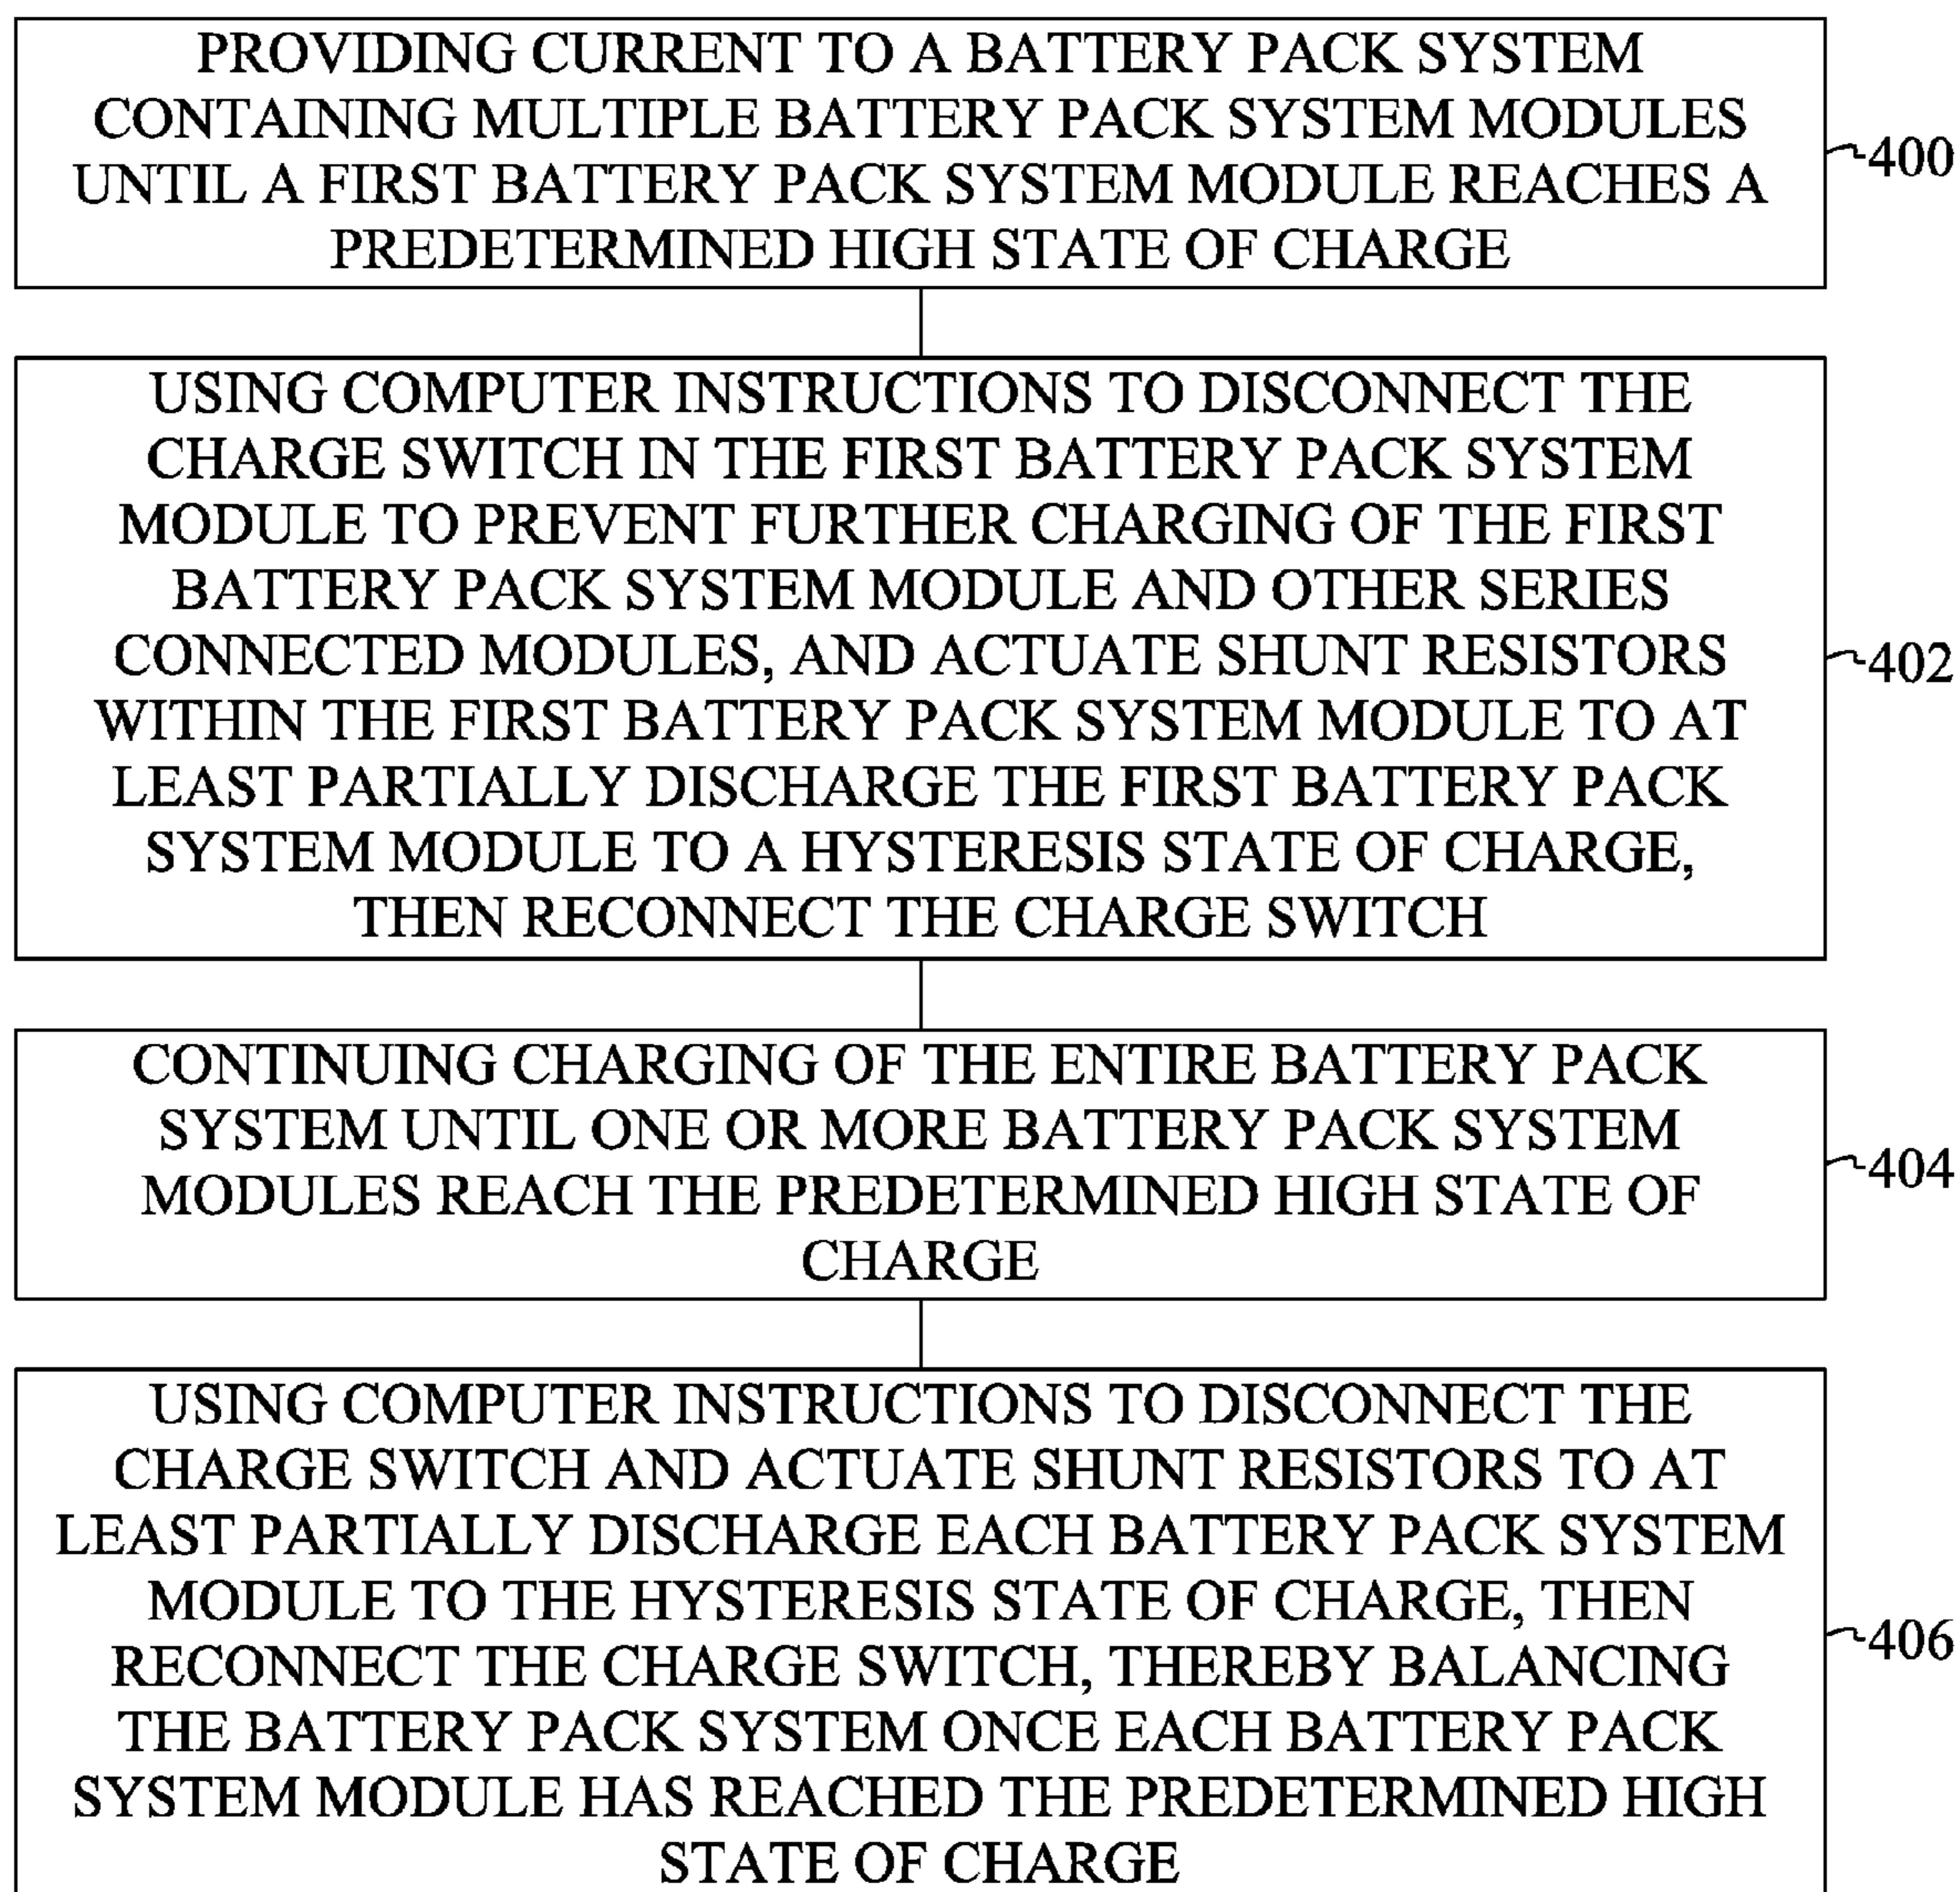 PROVIDING CURRENT TO A BATTERY PACK SYSTEM
CONTAINING MULTIPLE BATTERY PACK SYSTEM MODULES
UNTIL A FIRST BATTERY PACK SYSTEM MODULE REACHES A
PREDETERMINED HIGH STATE OF CHARGE
400
USING COMPUTER INSTRUCTIONS TO DISCONNECT THE
CHARGE SWITCH IN THE FIRST BATTERY PACK SYSTEM
MODULE TO PREVENT FURTHER CHARGING OF THE FIRST
BATTERY PACK SYSTEM MODULE AND OTHER SERIES
CONNECTED MODULES, AND ACTUATE SHUNT RESISTORS
WITHIN THE FIRST BATTERY PACK SYSTEM MODULE TO AT
LEAST PARTIALLY DISCHARGE THE FIRST BATTERY PACK
SYSTEM MODULE TO A HYSTERESIS STATE OF CHARGE,
THEN RECONNECT THE CHARGE SWITCH
402
CONTINUING CHARGING OF THE ENTIRE BATTERY PACK
SYSTEM UNTIL ONE OR MORE BATTERY PACK SYSTEM
MODULES REACH THE PREDETERMINED HIGH STATE OF
CHARGE
404
USING COMPUTER INSTRUCTIONS TO DISCONNECT THE
CHARGE SWITCH AND ACTUATE SHUNT RESISTORS TO AT
LEAST PARTIALLY DISCHARGE EACH BATTERY PACK SYSTEM
MODULE TO THE HYSTERESIS STATE OF CHARGE, THEN
RECONNECT THE CHARGE SWITCH, THEREBY BALANCING
THE BATTERY PACK SYSTEM ONCE EACH BATTERY PACK
SYSTEM MODULE HAS REACHED THE PREDETERMINED HIGH
STATE OF CHARGE
406